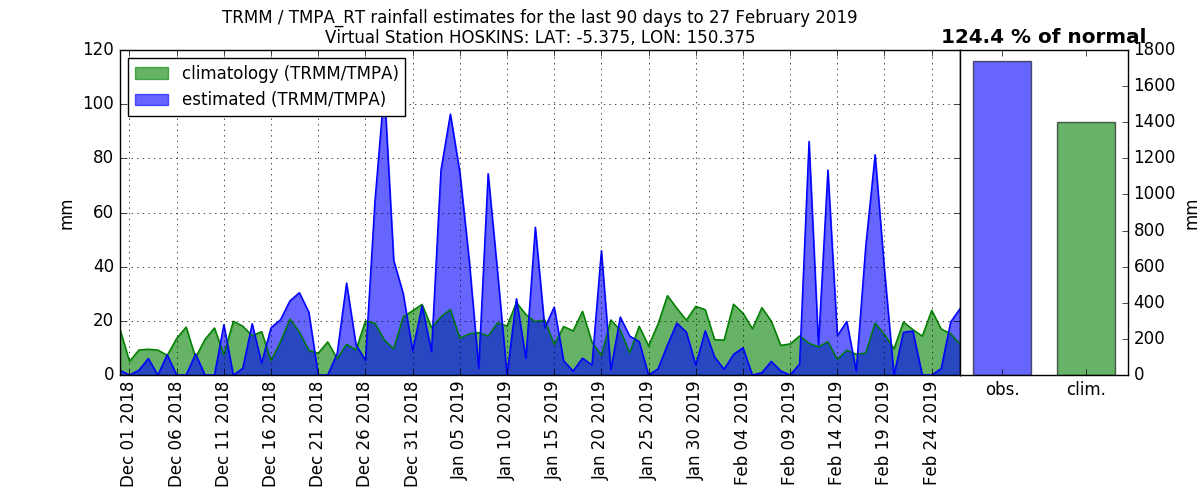 TRMM / TMPA_RT rainfall estimates for the last 90 days to 27 February 2019
Virtual Station HOSKINS: LAT: -5.375, LON: 150.375
124.4 % of normal
climatology (TRMM/TMPA)
estimated (TRMM/TMPA)
mm
120
100
80
60
40
20
0
Dec 01 2018
Dec 06 2018
Dec 11 2018
Dec 16 2018
Dec 21 2018
Dec 26 2018
Dec 31 2018
Jan 05 2019
Jan 10 2019
Jan 15 2019
Jan 20 2019
Jan 25 2019
Jan 30 2019
Feb 04 2019
Feb 09 2019
Feb 14 2019
Feb 19 2019
Feb 24 2019
obs.
clim.
1800
1600
1400
1200
1000
800
600
400
200
0
mm